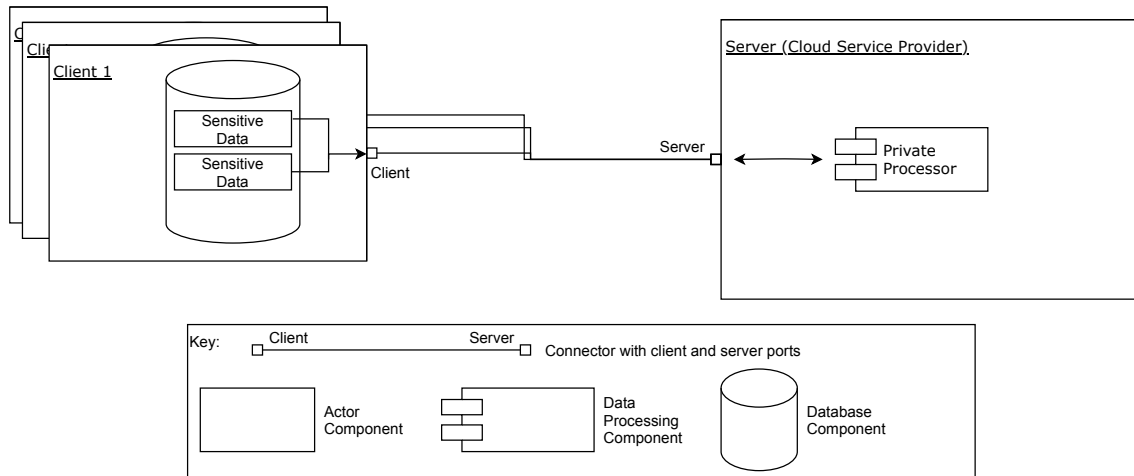 Client 1
Sensitive
Data
Sensitive
Data
Client
Server (Cloud Service Provider)
Server
Private
Processor
Key:
Client
Server
Connector with client and server ports
Actor
Component
Data
Processing
Component
Database
Component